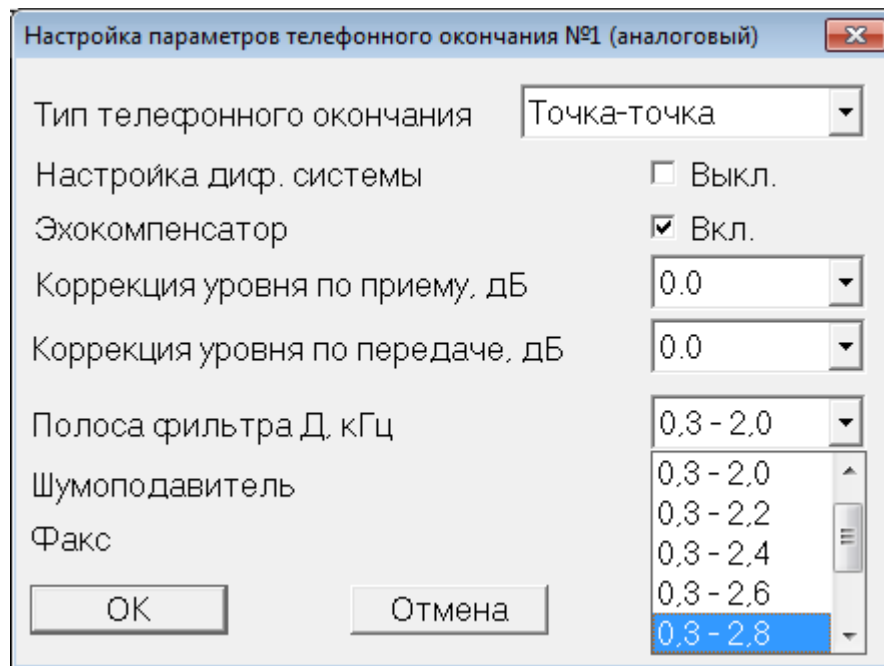 Настройка параметров телефонного окончания №1 (аналоговый)
Тип телефонного окончания Точка-точка
Настройка диф. системы Выкл.
Эхокомпенсатор Вкл.
Коррекция уровня по приему, дБ 0.0
Коррекция уровня по передаче, дБ 0.0
Полоса фильтра Д, кГц 0,3 - 2,0
0,3 - 2,0
Шумоподавитель
0,3 - 2,2
Факс
0,3 - 2,4
0,3 - 2,6
OK Отмена
0,3 - 2,8